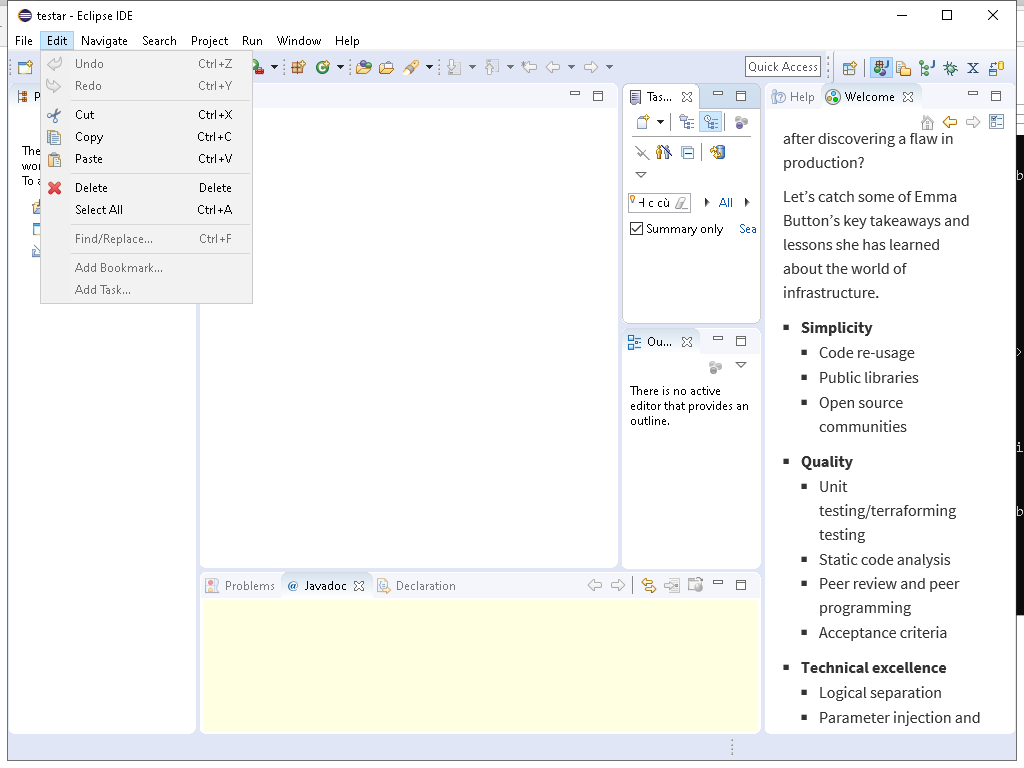 testar - Eclipse IDE
File Edit Navigate Search Project Run Window Help
Quick Access
Undo Ctrl+Z
Redo Ctrl+Y
Cut Ctrl+X
Copy Ctrl+C
Paste Ctrl+V
Delete Delete
Select All Ctrl+A
Find/Replace... Ctrl+F
Add Bookmark...
Add Task...
P
The
wor
To a
Tas...
All
Summary only Sea
Ou...
There is no active
editor that provides an
outline.
Problems @ Javadoc Declaration
Help Welcome
after discovering a flaw in
production?
Let’s catch some of Emma
Button’s key takeaways and
lessons she has learned
about the world of
infrastructure.
Simplicity
Code re-usage
Public libraries
Open source
communities
Quality
Unit
testing/terraforming
testing
Static code analysis
Peer review and peer
programming
Acceptance criteria
Technical excellence
Logical separation
Parameter injection and